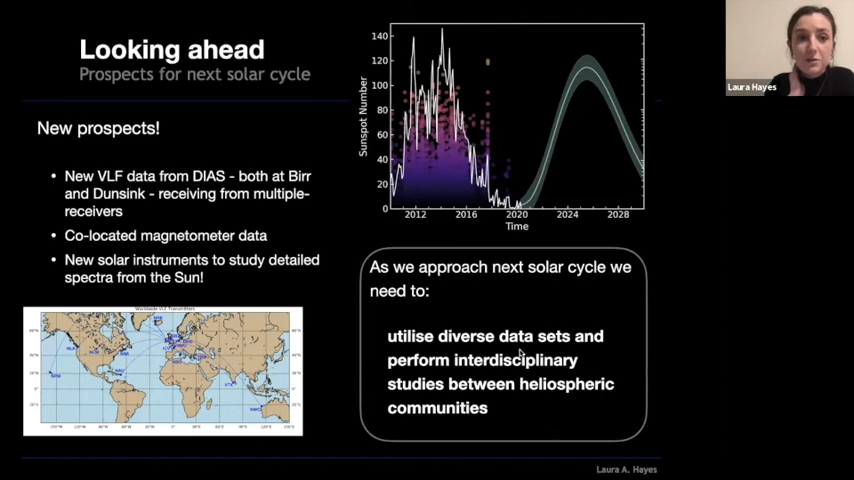 Looking ahead
Prospects for next solar cycle
New prospects!
• New VLF data from DIAS - both at Birr
and Dunsink - receiving from multiple-
receivers
• Co-located magnetometer data
• New solar instruments to study detailed
spectra from the Sun!
Worldwide VLF Transmitters
Sunspot Number
140
120
100
80
60
40
20
0
2012 2016 2020 2024 2028
Time
As we approach next solar cycle we
need to:
utilise diverse data sets and
perform interdisciplinary
studies between heliospheric
communities
Laura A. Hayes
Laura Hayes